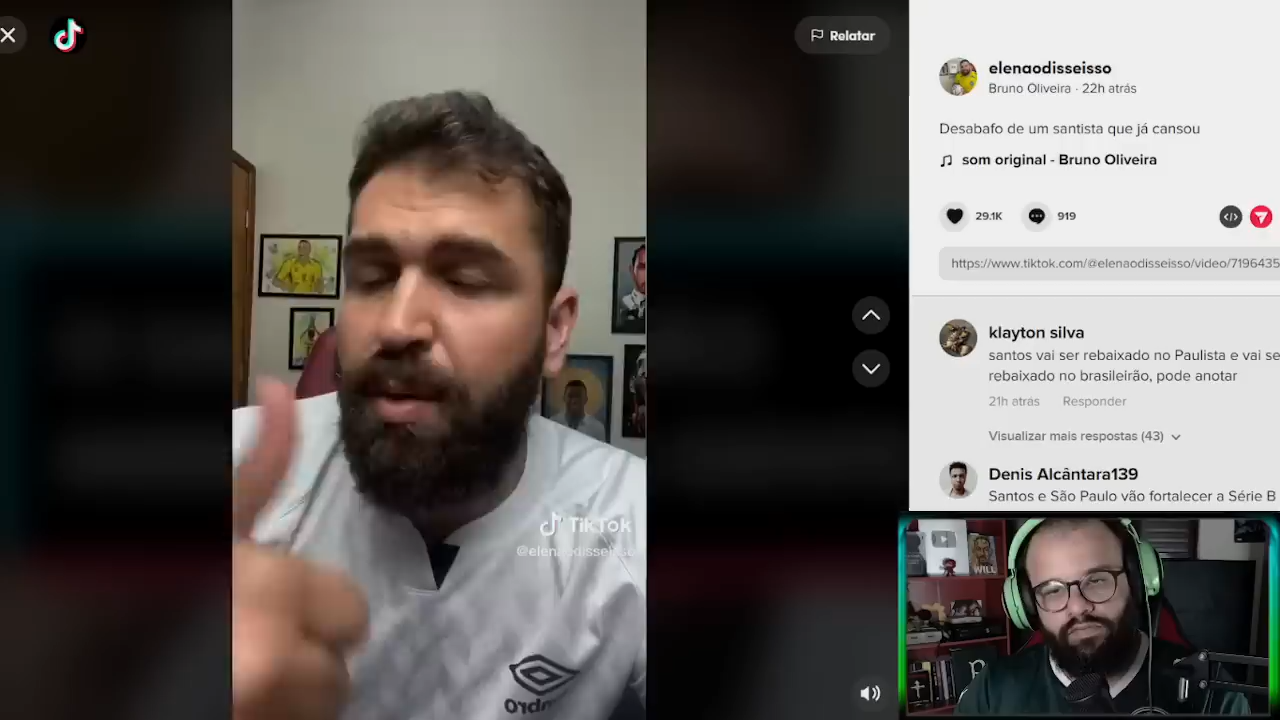 Relatar
elenaodisseisso
Bruno Oliveira · 22h atrás
Desabafo de um santista que já cansou
som original - Bruno Oliveira
29.1K
919
https://www.tiktok.com/@elenaodisseisso/video/7196435
klayton silva
santos vai ser rebaixado no Paulista e vai se
rebaixado no brasileirão, pode anotar
21h atrás Responder
Visualizar mais respostas (43)
Denis Alcântara139
Santos e São Paulo vão fortalecer a Série B
TikTok
@elenaodisseisso
umbro
WILL